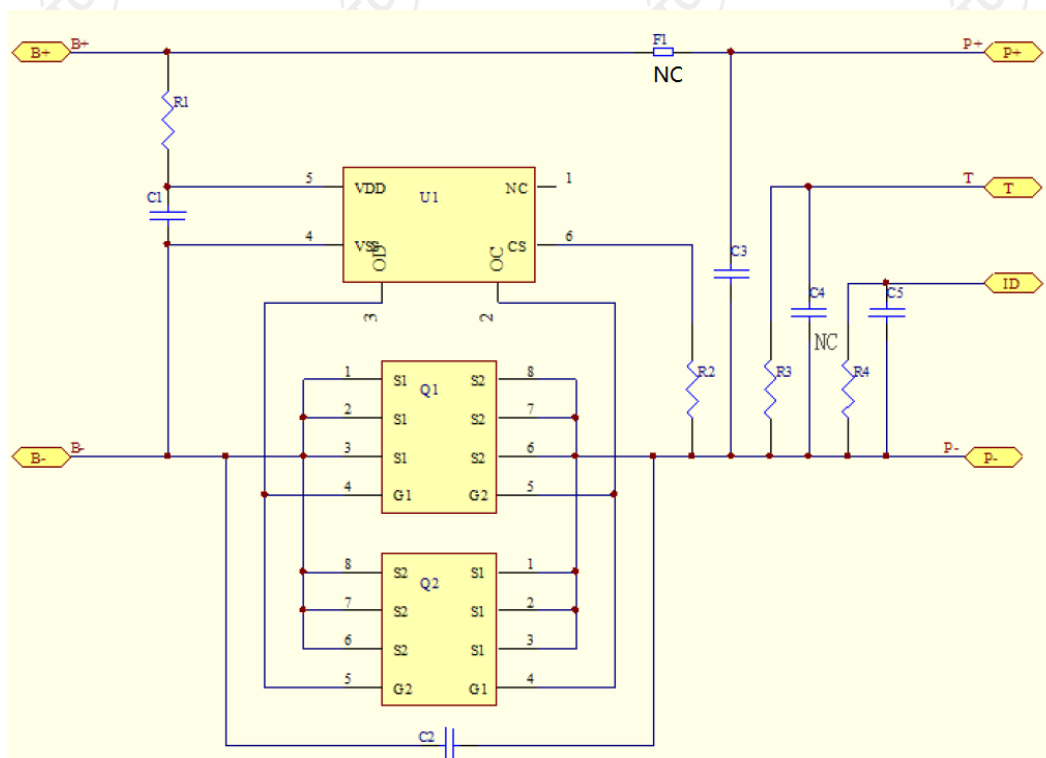 B+ B+ F1 P+ P+
NC
R1
5 VDD NC 1
C1 U1 T T
4 VSS CS 6
OD OC C3
ID
C4 C5
3 2
NC
R2 R3 R4
1 S1 Q1 S2 8
2 S1 S2 7
B- B- 3 S1 S2 6 P- P-
4 G1 G2 5
8 S2 Q2 S1 1
7 S2 S1 2
6 S2 S1 3
5 G2 G1 4
C2